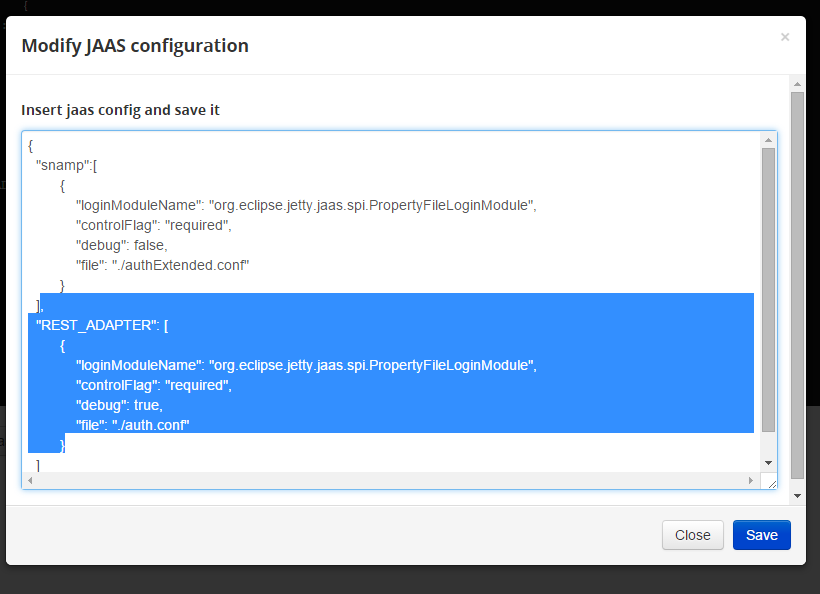 {
Modify JAAS configuration
×
Insert jaas config and save it
{
"snamp":[
{
"loginModuleName": "org.eclipse.jetty.jaas.spi.PropertyFileLoginModule",
"controlFlag": "required",
"debug": false,
"file": "./authExtended.conf"
}
],
"REST_ADAPTER": [
{
"loginModuleName": "org.eclipse.jetty.jaas.spi.PropertyFileLoginModule",
"controlFlag": "required",
"debug": true,
"file": "./auth.conf"
}
]
Close Save